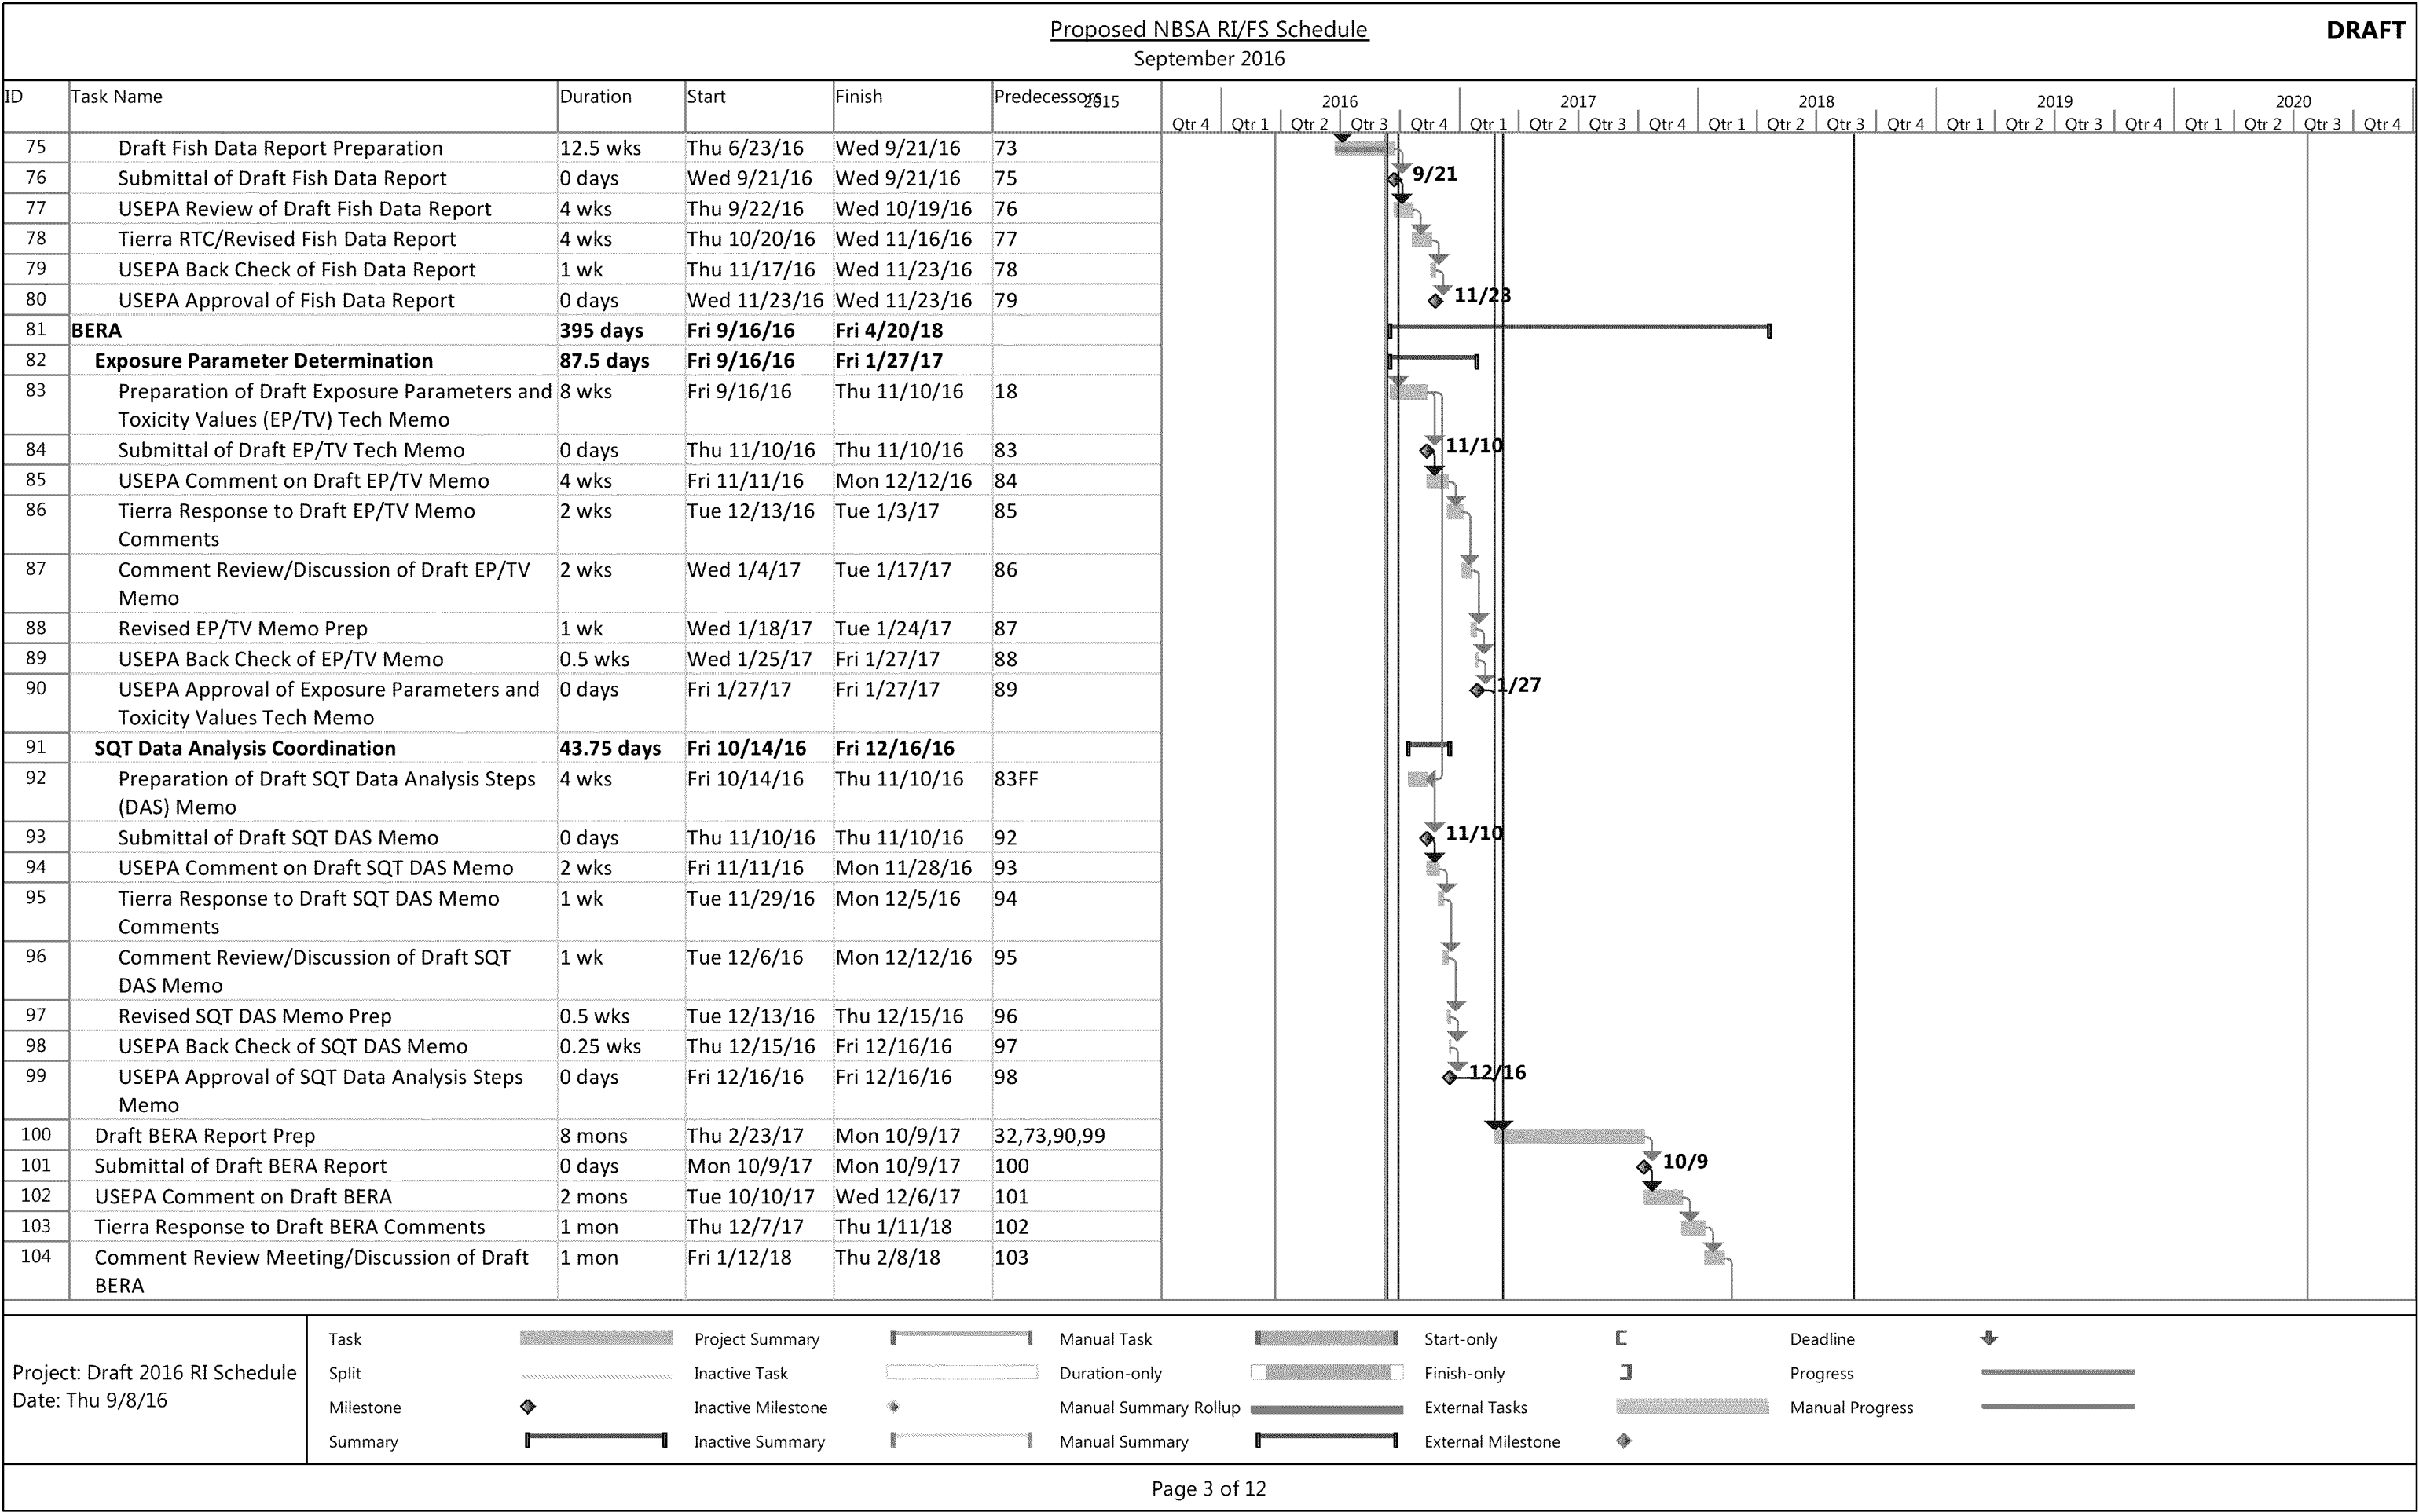 Proposed NBSA RI/FS Schedule
DRAFT
September 2016
ID Task Name Duration Start Finish Predecessors 2015 2016 2017 2018 2019 2020
Qtr 4 Qtr 1 Qtr 2 Qtr 3 Qtr 4 Qtr 1 Qtr 2 Qtr 3 Qtr 4 Qtr 1 Qtr 2 Qtr 3 Qtr 4 Qtr 1 Qtr 2 Qtr 3 Qtr 4 Qtr 1 Qtr 2 Qtr 3 Qtr 4
75 Draft Fish Data Report Preparation 12.5 wks Thu 6/23/16 Wed 9/21/16 73
76 Submittal of Draft Fish Data Report 0 days Wed 9/21/16 Wed 9/21/16 75 9/21
77 USEPA Review of Draft Fish Data Report 4 wks Thu 9/22/16 Wed 10/19/16 76
78 Tierra RTC/Revised Fish Data Report 4 wks Thu 10/20/16 Wed 11/16/16 77
79 USEPA Back Check of Fish Data Report 1 wk Thu 11/17/16 Wed 11/23/16 78
80 USEPA Approval of Fish Data Report 0 days Wed 11/23/16 Wed 11/23/16 79 11/23
81 BERA 395 days Fri 9/16/16 Fri 4/20/18
82 Exposure Parameter Determination 87.5 days Fri 9/16/16 Fri 1/27/17
83 Preparation of Draft Exposure Parameters and 8 wks Fri 9/16/16 Thu 11/10/16 18
Toxicity Values (EP/TV) Tech Memo
84 Submittal of Draft EP/TV Tech Memo 0 days Thu 11/10/16 Thu 11/10/16 83 11/10
85 USEPA Comment on Draft EP/TV Memo 4 wks Fri 11/11/16 Mon 12/12/16 84
86 Tierra Response to Draft EP/TV Memo 2 wks Tue 12/13/16 Tue 1/3/17 85
Comments
87 Comment Review/Discussion of Draft EP/TV 2 wks Wed 1/4/17 Tue 1/17/17 86
Memo
88 Revised EP/TV Memo Prep 1 wk Wed 1/18/17 Tue 1/24/17 87
89 USEPA Back Check of EP/TV Memo 0.5 wks Wed 1/25/17 Fri 1/27/17 88
90 USEPA Approval of Exposure Parameters and 0 days Fri 1/27/17 Fri 1/27/17 89 1/27
Toxicity Values Tech Memo
91 SQT Data Analysis Coordination 43.75 days Fri 10/14/16 Fri 12/16/16
92 Preparation of Draft SQT Data Analysis Steps 4 wks Fri 10/14/16 Thu 11/10/16 83FF
(DAS) Memo
93 Submittal of Draft SQT DAS Memo 0 days Thu 11/10/16 Thu 11/10/16 92 11/10
94 USEPA Comment on Draft SQT DAS Memo 2 wks Fri 11/11/16 Mon 11/28/16 93
95 Tierra Response to Draft SQT DAS Memo 1 wk Tue 11/29/16 Mon 12/5/16 94
Comments
96 Comment Review/Discussion of Draft SQT 1 wk Tue 12/6/16 Mon 12/12/16 95
DAS Memo
97 Revised SQT DAS Memo Prep 0.5 wks Tue 12/13/16 Thu 12/15/16 96
98 USEPA Back Check of SQT DAS Memo 0.25 wks Thu 12/15/16 Fri 12/16/16 97
99 USEPA Approval of SQT Data Analysis Steps 0 days Fri 12/16/16 Fri 12/16/16 98 12/16
Memo
100 Draft BERA Report Prep 8 mons Thu 2/23/17 Mon 10/9/17 32,73,90,99
101 Submittal of Draft BERA Report 0 days Mon 10/9/17 Mon 10/9/17 100 10/9
102 USEPA Comment on Draft BERA 2 mons Tue 10/10/17 Wed 12/6/17 101
103 Tierra Response to Draft BERA Comments 1 mon Thu 12/7/17 Thu 1/11/18 102
104 Comment Review Meeting/Discussion of Draft 1 mon Fri 1/12/18 Thu 2/8/18 103
BERA
Project: Draft 2016 RI Schedule
Date: Thu 9/8/16
Task Project Summary Manual Task Start-only Deadline
Split Inactive Task Duration-only Finish-only Progress
Milestone Inactive Milestone Manual Summary Rollup External Tasks Manual Progress
Summary Inactive Summary Manual Summary External Milestone
Page 3 of 12